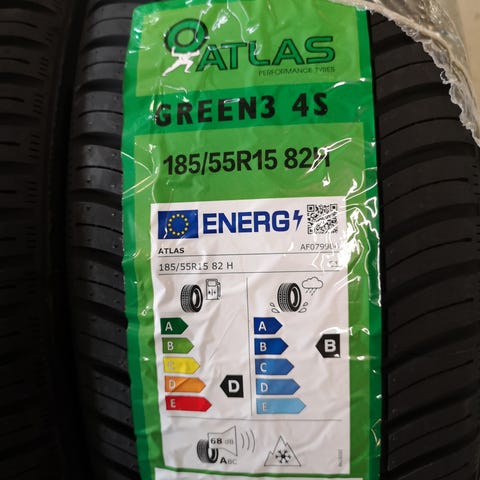 ATLAS
PERFORMANCE TYRES
GREEN3 4S
185/55R15 82H
ENERG
ATLAS
185/55R15 82 H
A
B
C
D
E
D
A
B
C
D
E
B
68 dB
ABC